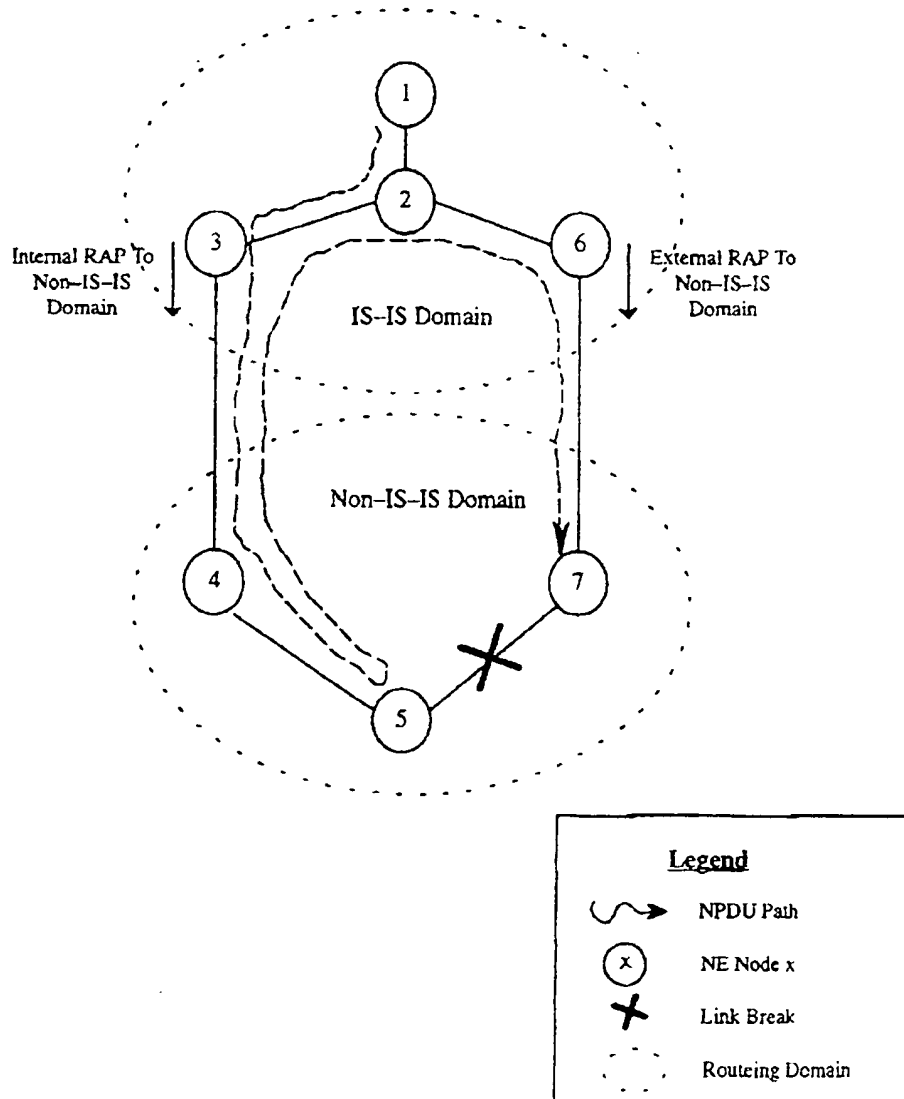 1
2
3
6
Internal RAP To
Non-IS-IS
Domain
External RAP To
Non-IS-IS
Domain
IS-IS Domain
Non-IS-IS Domain
4
7
5
Legend
NPDU Path
x
NE Node x
Link Break
Routeing Domain